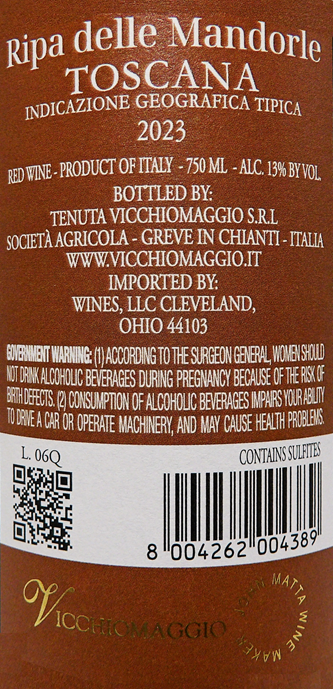 Ripa delle Mandorle
TOSCANA
INDICAZIONE GEOGRAFICA TIPICA
2023
RED WINE - PRODUCT OF ITALY - 750 ML - ALC. 13% BY VOL.
BOTTLED BY:
TENUTA VICCHIOMAGGIO S.R.L
SOCIETÀ AGRICOLA - GREVE IN CHIANTI - ITALIA
WWW.VICCHIOMAGGIO.IT
IMPORTED BY:
WINES, LLC CLEVELAND,
OHIO 44103
GOVERNMENT WARNING: (1) ACCORDING TO THE SURGEON GENERAL, WOMEN SHOULD
NOT DRINK ALCOHOLIC BEVERAGES DURING PREGNANCY BECAUSE OF THE RISK OF
BIRTH DEFECTS. (2) CONSUMPTION OF ALCOHOLIC BEVERAGES IMPAIRS YOUR ABILITY
TO DRIVE A CAR OR OPERATE MACHINERY, AND MAY CAUSE HEALTH PROBLEMS.
L. 06Q
CONTAINS SULFITES
8 004262 004389
VICCHIOMAGGIO
JOHN MATTA WINE MAKER